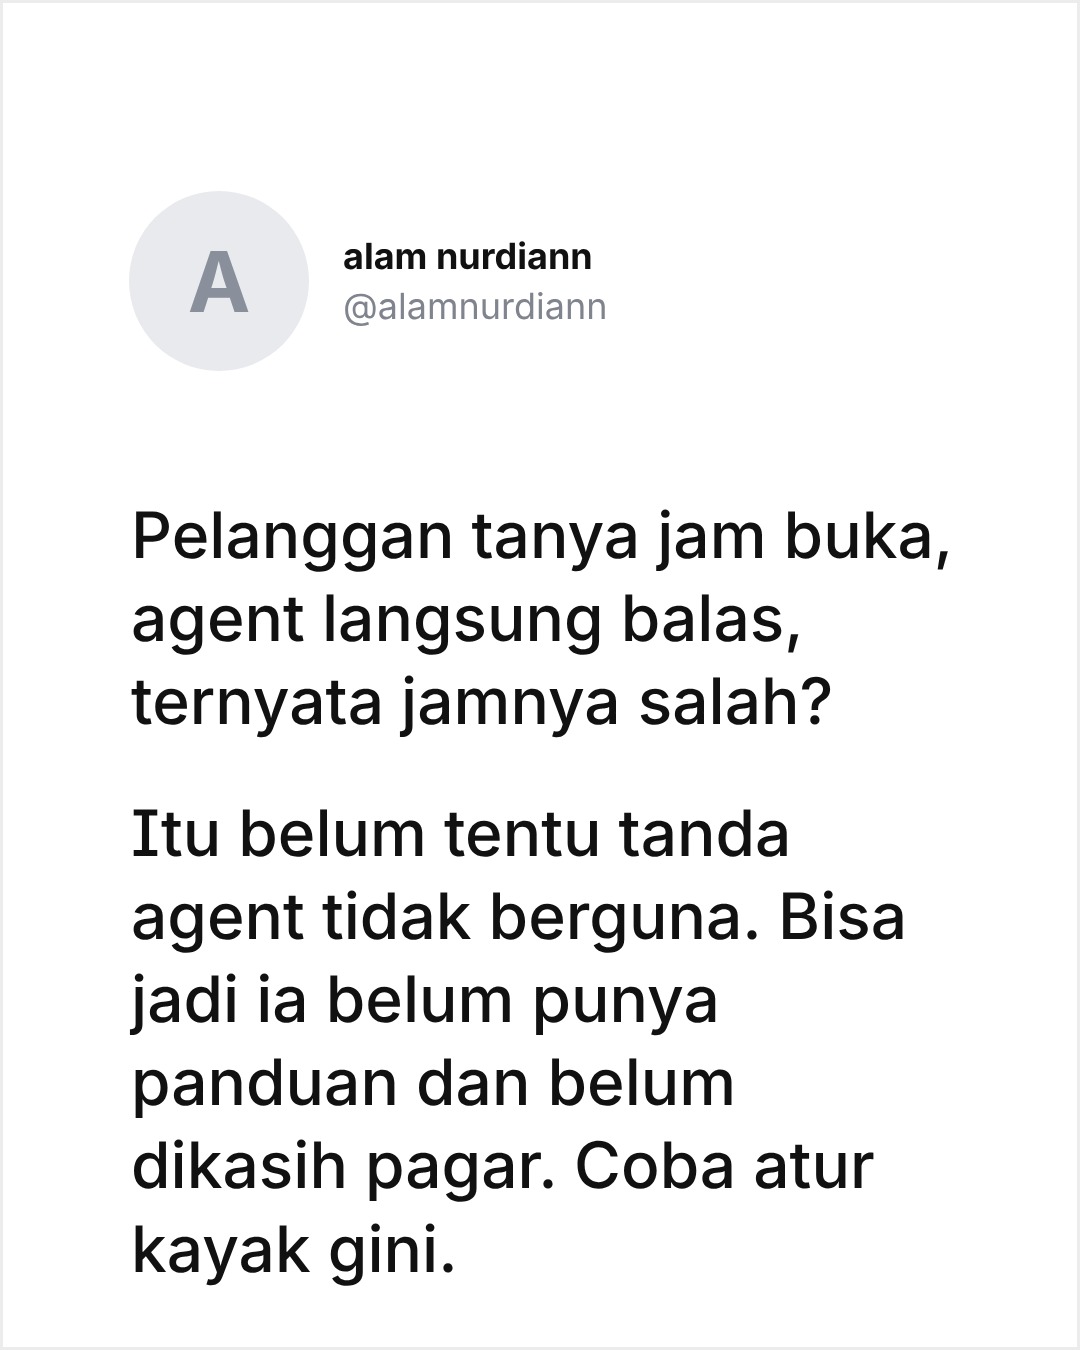 A
alam nurdiann
@alamnurdiann
Pelanggan tanya jam buka,
agent langsung balas,
ternyata jamnya salah?
Itu belum tentu tanda
agent tidak berguna. Bisa
jadi ia belum punya
panduan dan belum
dikasih pagar. Coba atur
kayak gini.